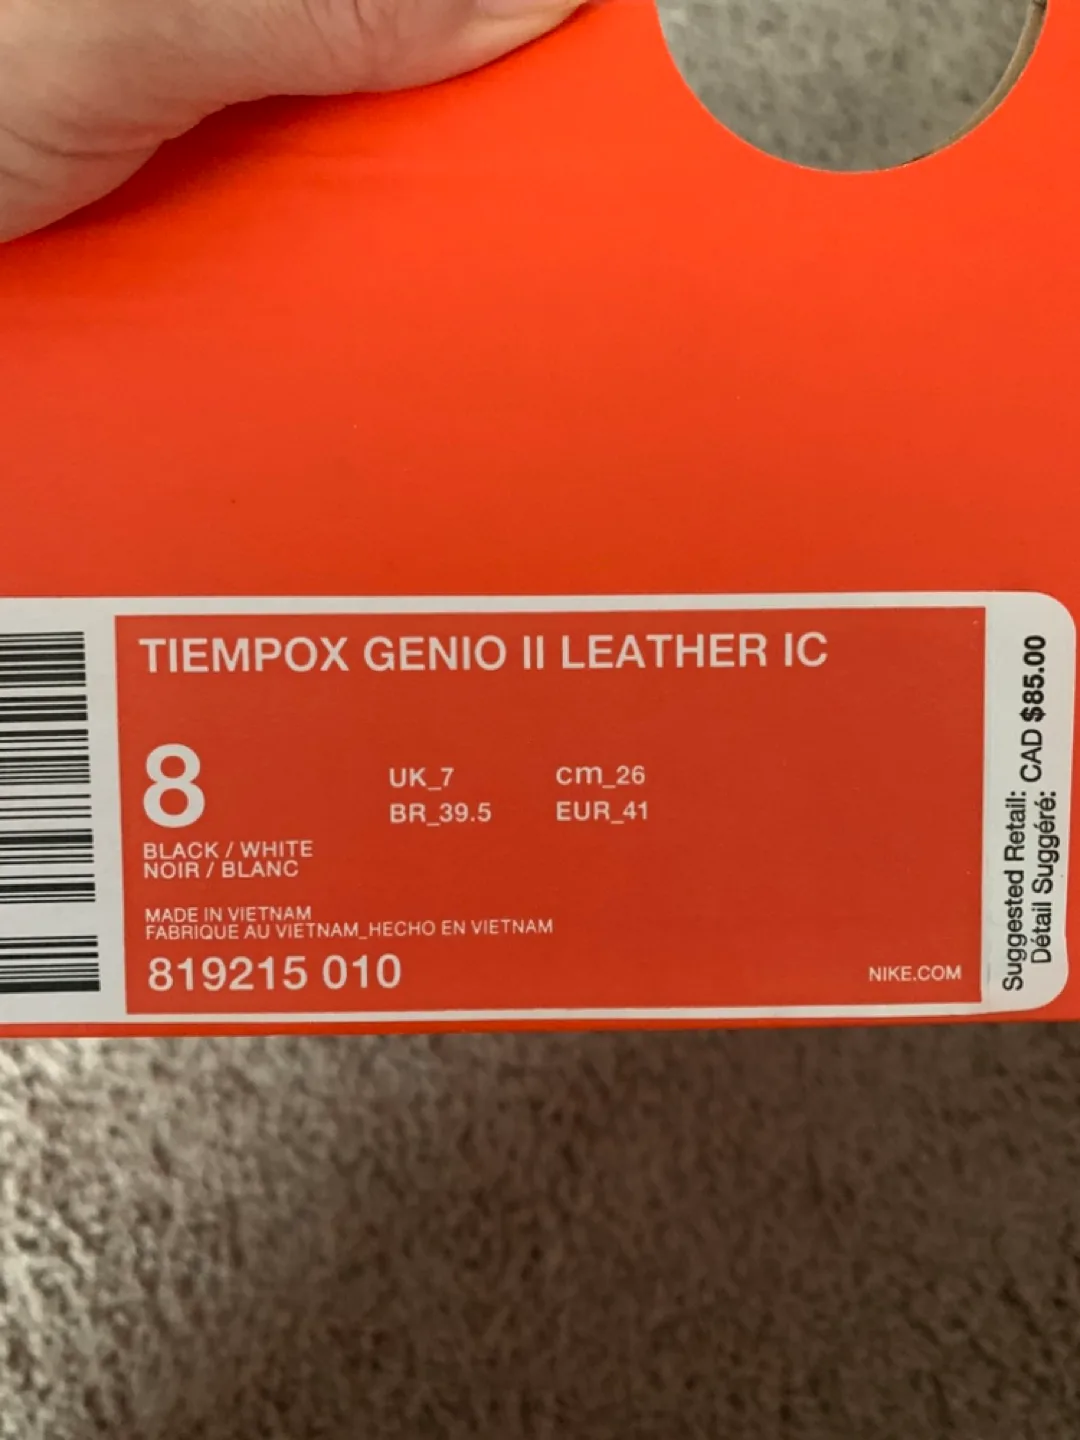 TIEMPOX GENIO II LEATHER IC
8
UK_7
cm_26
BR_39.5
EUR_41
BLACK / WHITE
NOIR / BLANC
MADE IN VIETNAM
FABRIQUE AU VIETNAM_HECHO EN VIETNAM
819215 010
NIKE.COM
Suggested Retail: CAD $85.00
Détail Suggéré: